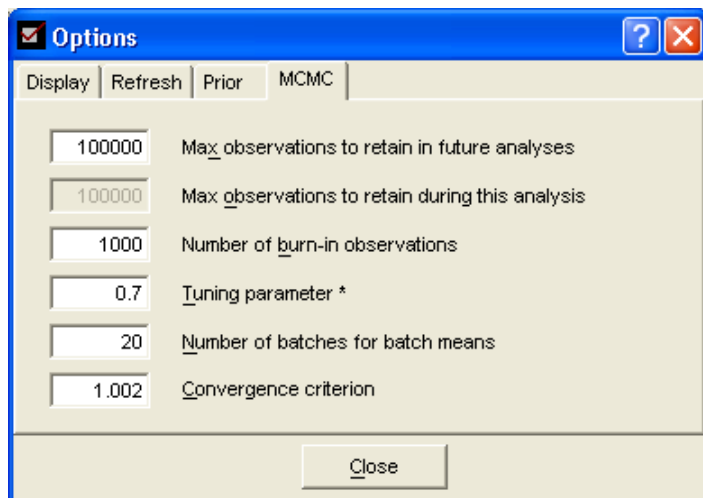 Options
Display Refresh Prior MCMC
100000 Max observations to retain in future analyses
100000 Max observations to retain during this analysis
1000 Number of burn-in observations
0.7 Tuning parameter *
20 Number of batches for batch means
1.002 Convergence criterion
Close